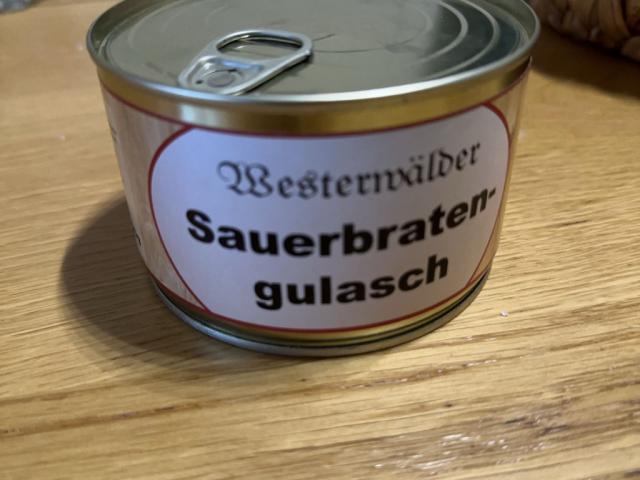 Westerwälder
Sauerbraten-
gulasch